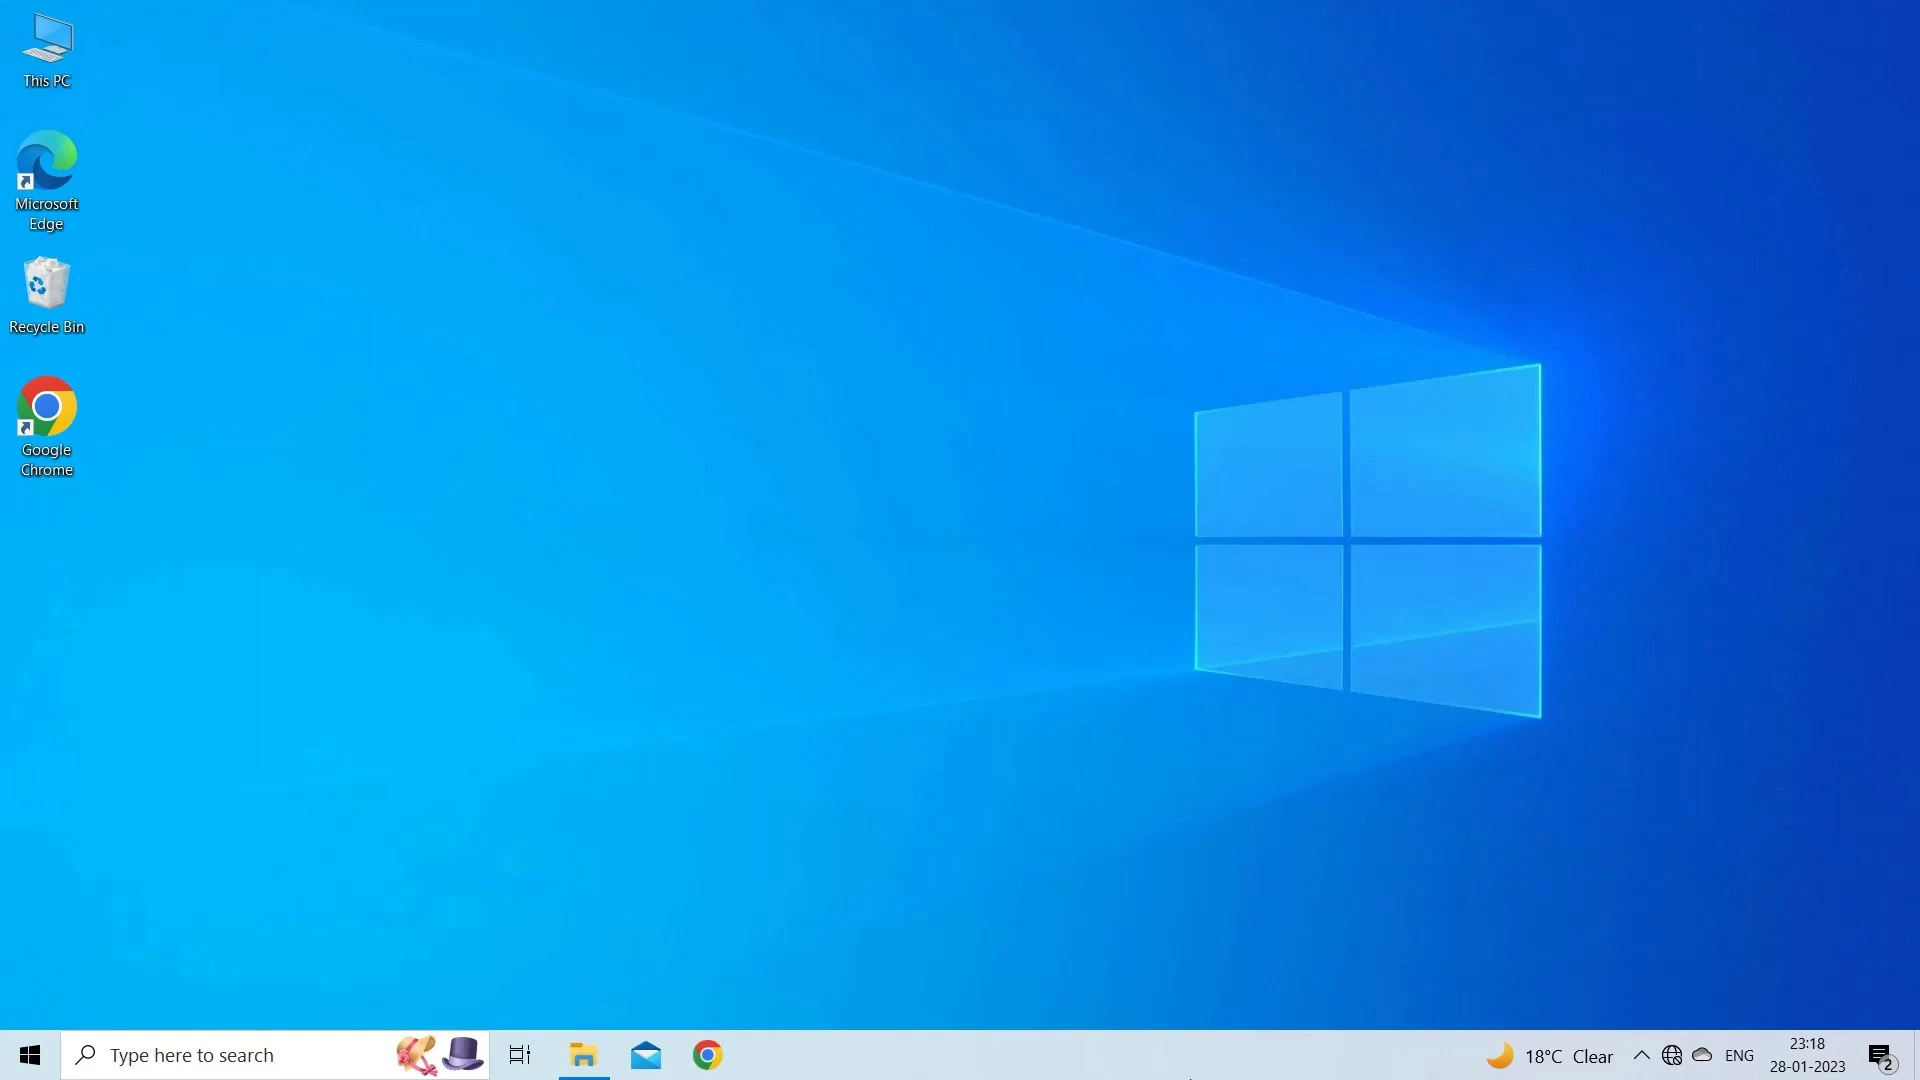 This PC
Microsoft
Edge
Recycle Bin
Google
Chrome
Type here to search
18°C Clear
ENG
23:18
28-01-2023
2